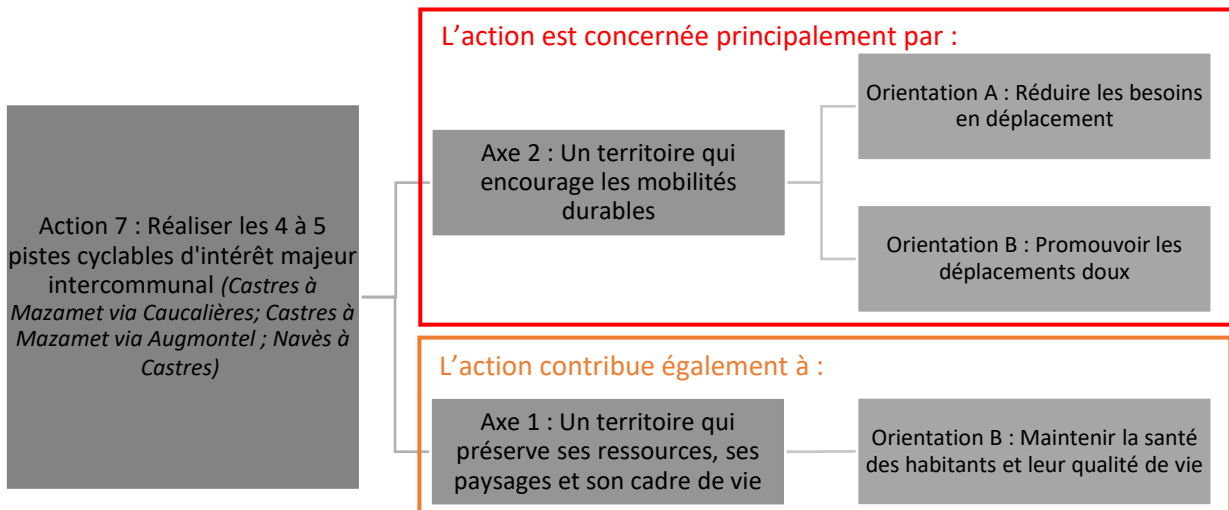 Action 7 : Réaliser les 4 à 5
pistes cyclables d'intérêt majeur
intercommunal (Castres à
Mazamet via Caucalières; Castres à
Mazamet via Augmontel ; Navès à
Castres)
L'action est concernée principalement par :
Axe 2 : Un territoire qui
encourage les mobilités
durables
Orientation A : Réduire les besoins
en déplacement
Orientation B : Promouvoir les
déplacements doux
L'action contribue également à :
Axe 1 : Un territoire qui
préserve ses ressources, ses
paysages et son cadre de vie
Orientation B : Maintenir la santé
des habitants et leur qualité de vie